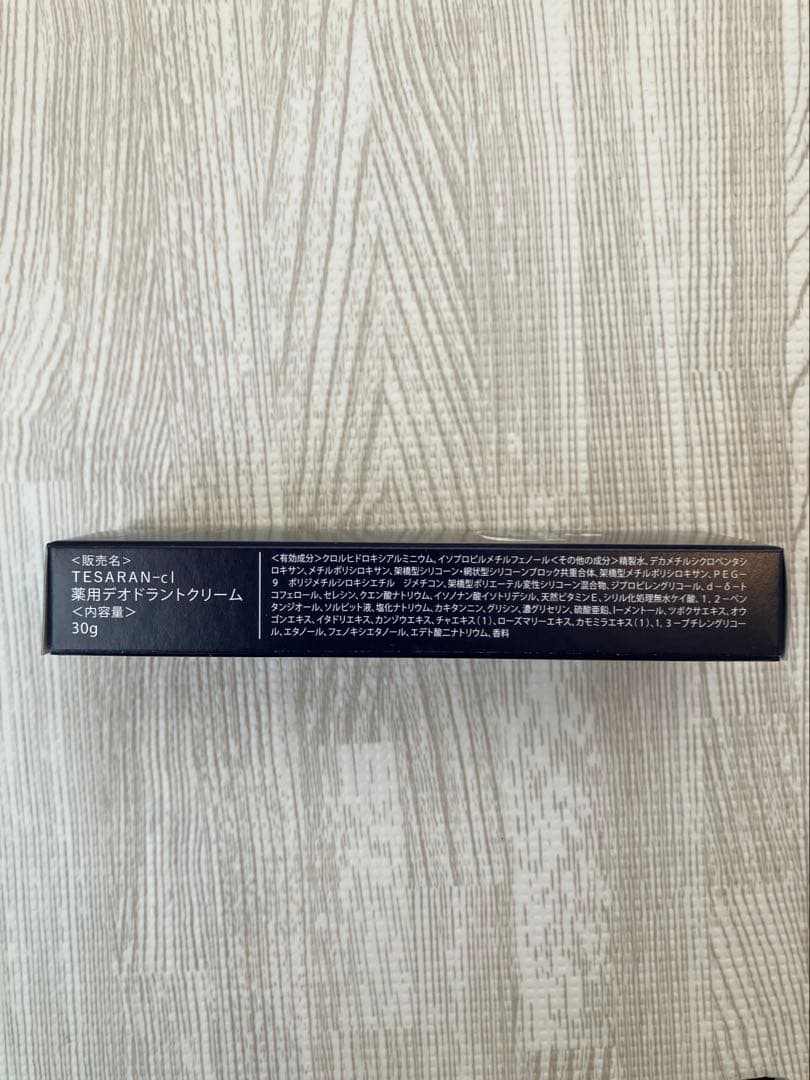 <販売名>
TESARAN-cl
薬用デオドラントクリーム
<内容量>
30g
<有効成分>クロルヒドロキシアルミニウム、イソプロピルメチルフェノール<その他の成分>精製水、デカメチルシクロペンタシ
ロキサン、メチルポリシロキサン、架橋型シリコーン・網状型シリコーンブロック共重合体、架橋型メチルポリシロキサン、PEG-
9 ポリジメチルシロキシエチル ジメチコン、架橋型ポリエーテル変性シリコーン混合物、ジプロピレングリコール、d-δ-ト
コフェロール、セレシン、クエン酸ナトリウム、イソノナン酸イソトリデシル、天然ビタミンE、シリル化処理無水ケイ酸、1,2-ペン
タンジオール、ソルビット液、塩化ナトリウム、カキタンニン、グリシン、濃グリセリン、硫酸亜鉛、l-メントール、ツボクサエキス、オウ
ゴンエキス、イタドリエキス、カンゾウエキス、チャエキス(1)、ローズマリーエキス、カモミラエキス(1)、1,3-ブチレングリコー
ル、エタノール、フェノキシエタノール、エデト酸二ナトリウム、香料